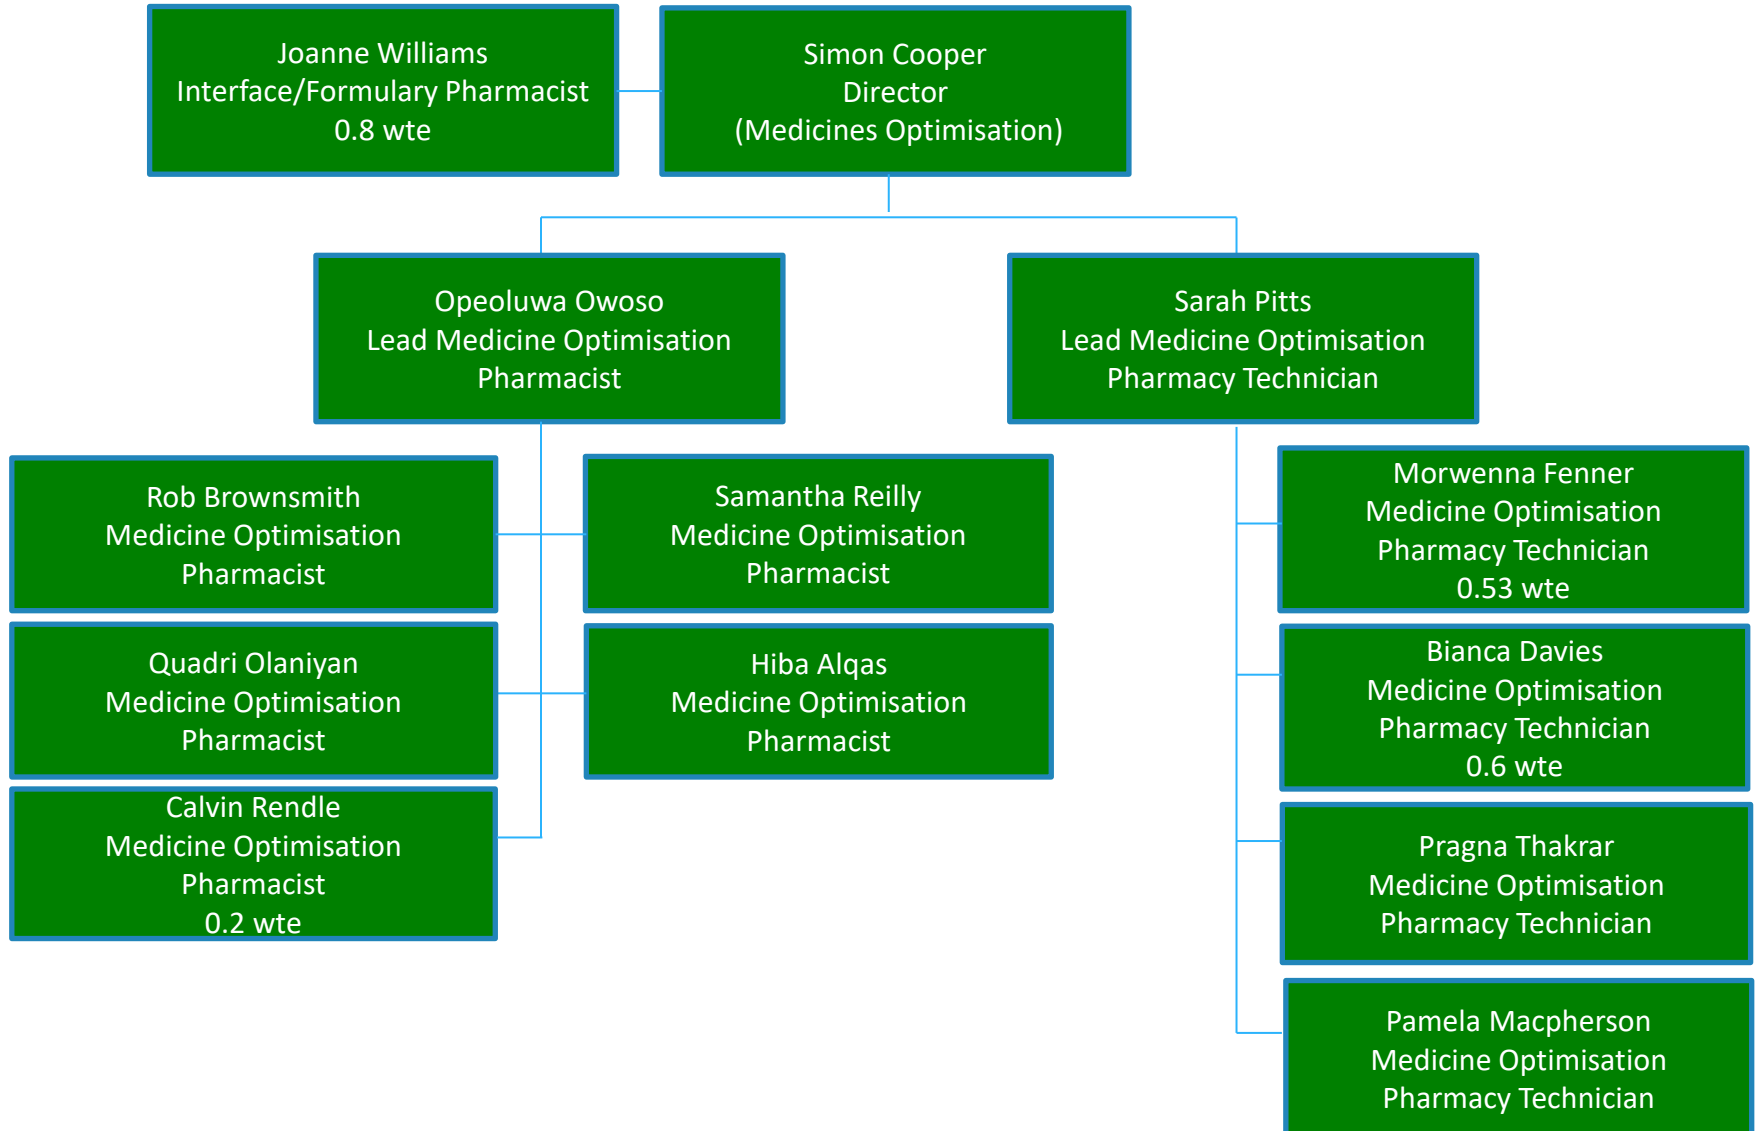 Joanne Williams
Interface/Formulary Pharmacist
0.8 wte
Simon Cooper
Director
(Medicines Optimisation)
Opeoluwa Owoso
Lead Medicine Optimisation
Pharmacist
Sarah Pitts
Lead Medicine Optimisation
Pharmacy Technician
Rob Brownsmith
Medicine Optimisation
Pharmacist
Samantha Reilly
Medicine Optimisation
Pharmacist
Morwenna Fenner
Medicine Optimisation
Pharmacy Technician
0.53 wte
Quadri Olaniyan
Medicine Optimisation
Pharmacist
Hiba Alqas
Medicine Optimisation
Pharmacist
Bianca Davies
Medicine Optimisation
Pharmacy Technician
0.6 wte
Calvin Rendle
Medicine Optimisation
Pharmacist
0.2 wte
Pragna Thakrar
Medicine Optimisation
Pharmacy Technician
Pamela Macpherson
Medicine Optimisation
Pharmacy Technician